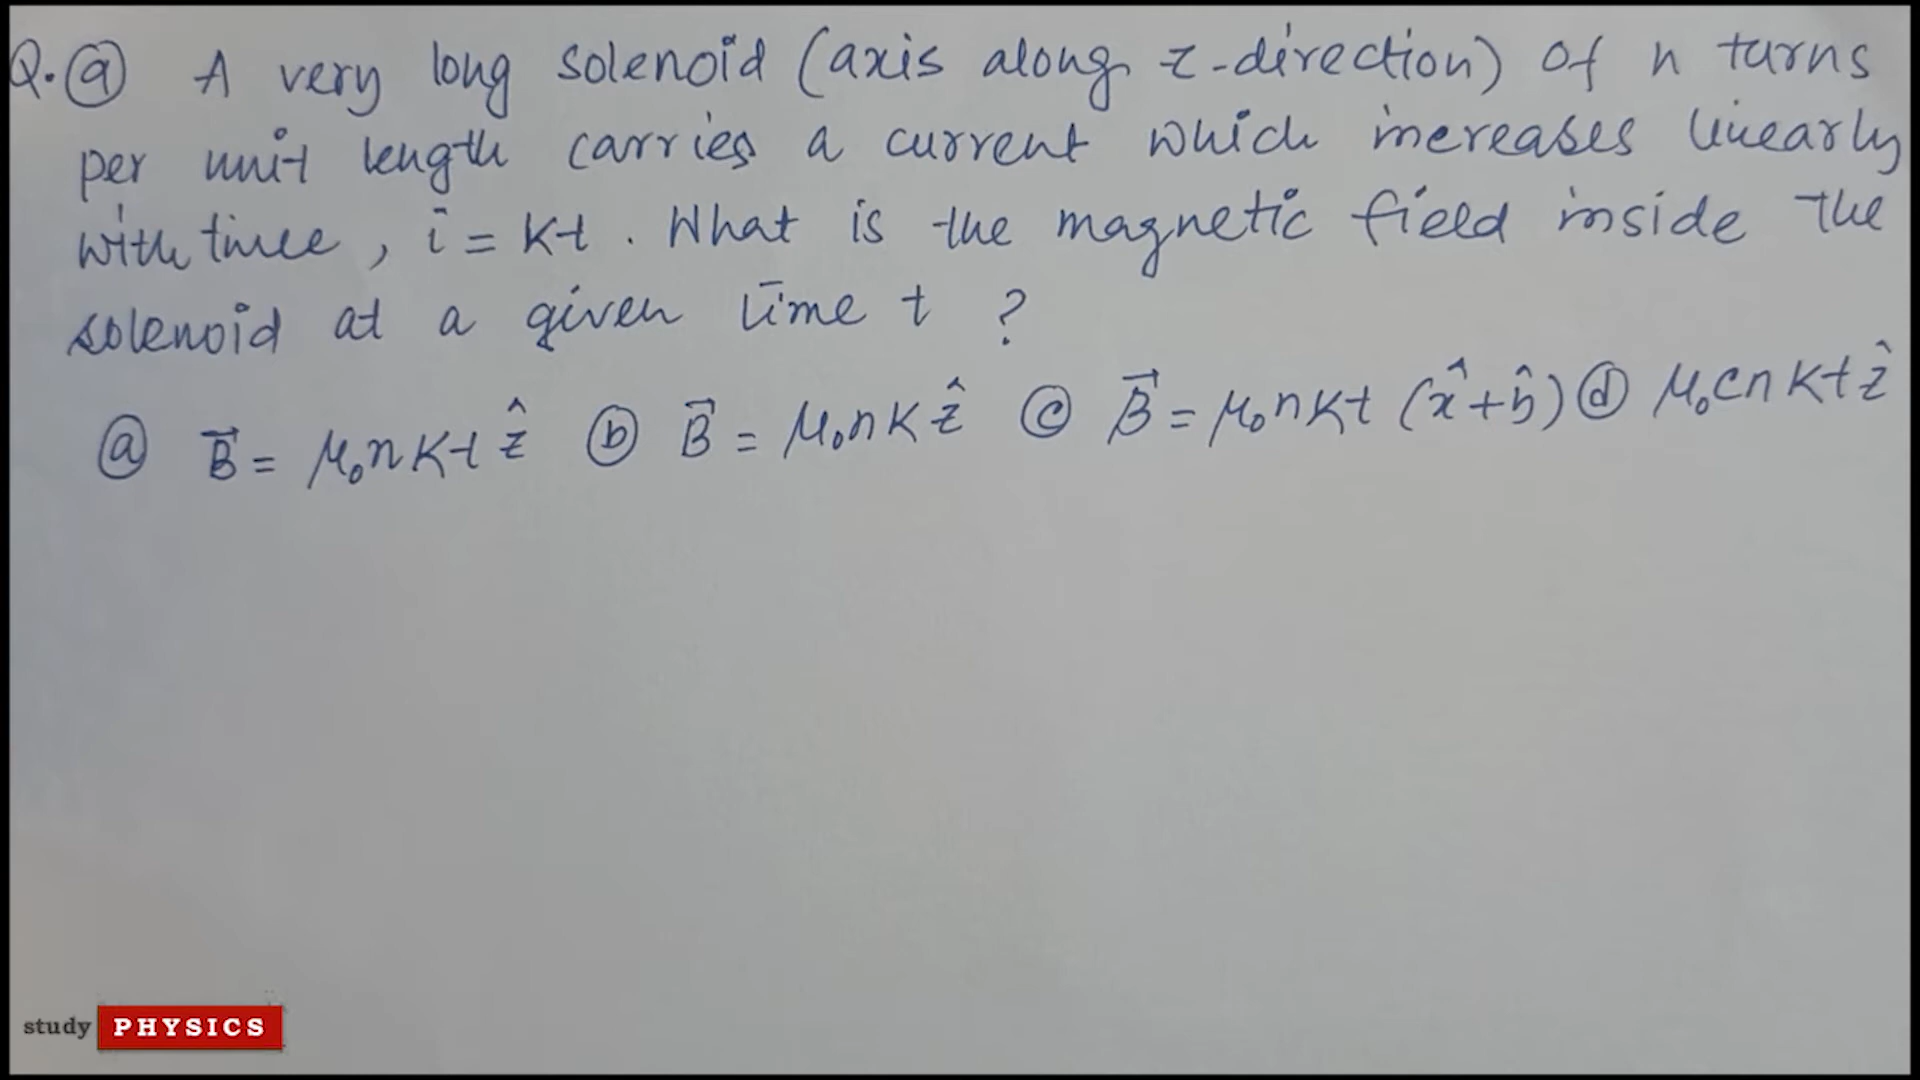 Q. ⓐ A very long solenoid (axis along z-direction) of n turns
per unit length carries a current which increases linearly
with time, i = Kt. What is the magnetic field inside the
solenoid at a given time t ?
ⓐ B⃗ = μ₀nKt ẑ ⓑ B⃗ = μ₀nK ẑ ⓒ B⃗ = μ₀nKt (x̂+ŷ) ⓓ μ₀cnKt ẑ
study PHYSICS